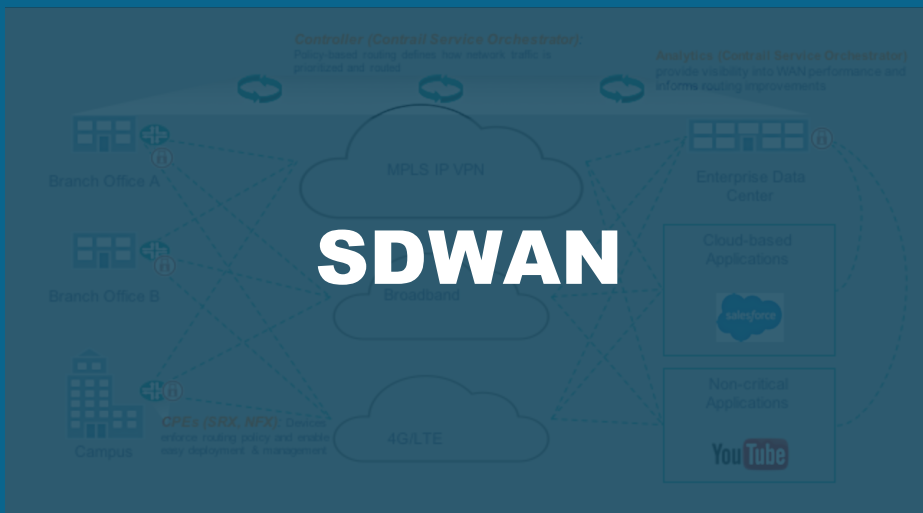 Controller (Contrail Service Orchestrator):
Policy-based routing defines how network traffic is
prioritized and routed
Analytics (Contrail Service Orchestrator)
provide visibility into WAN performance and
informs routing improvements
MPLS IP VPN
Branch Office A
Enterprise Data
Center
SDWAN
Cloud-based
Applications
Broadband
Branch Office B
salesforce
Non-critical
Applications
CPEs (SRX, NFX): Devices
enforce routing policy and enable
easy deployment & management
4G/LTE
Campus
YouTube